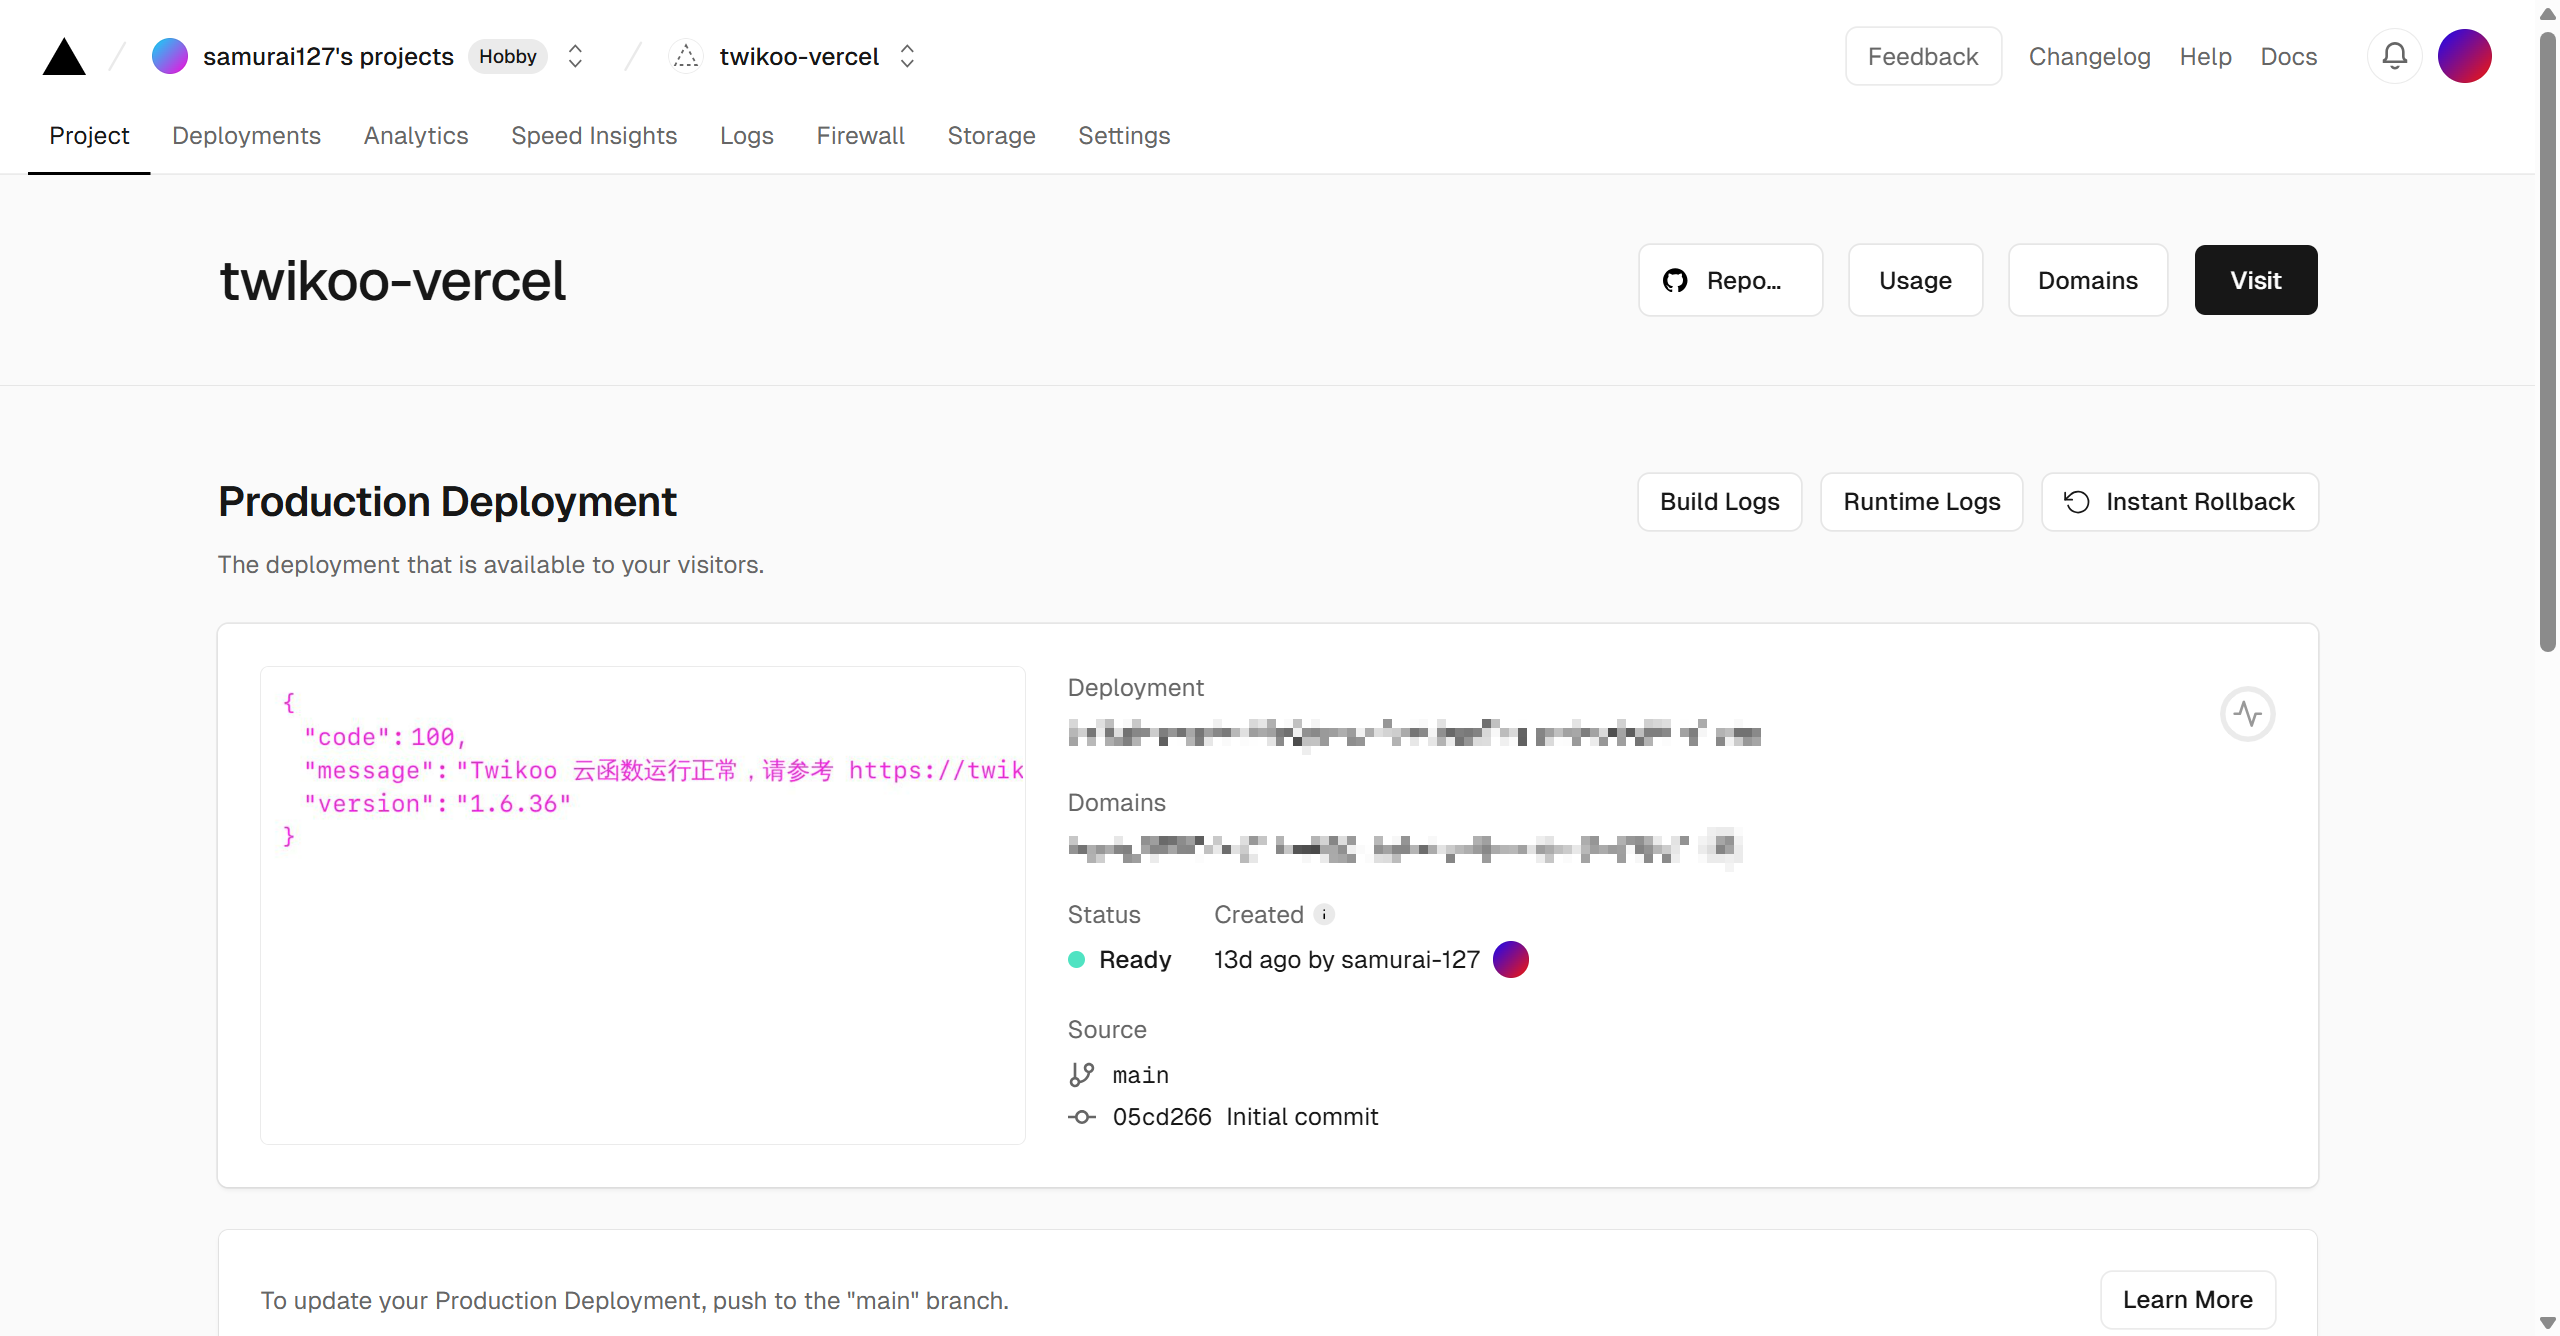 samurai127's projects Hobby twikoo-vercel Feedback Changelog Help Docs
Project Deployments Analytics Speed Insights Logs Firewall Storage Settings
twikoo-vercel Repo... Usage Domains Visit
Production Deployment Build Logs Runtime Logs Instant Rollback
The deployment that is available to your visitors.
{
"code": 100,
"message": "Twikoo 云函数运行正常，请参考 https://twik
"version": "1.6.36"
}
Deployment
Domains
Status Created
Ready 13d ago by samurai-127
Source
main
05cd266 Initial commit
To update your Production Deployment, push to the "main" branch. Learn More